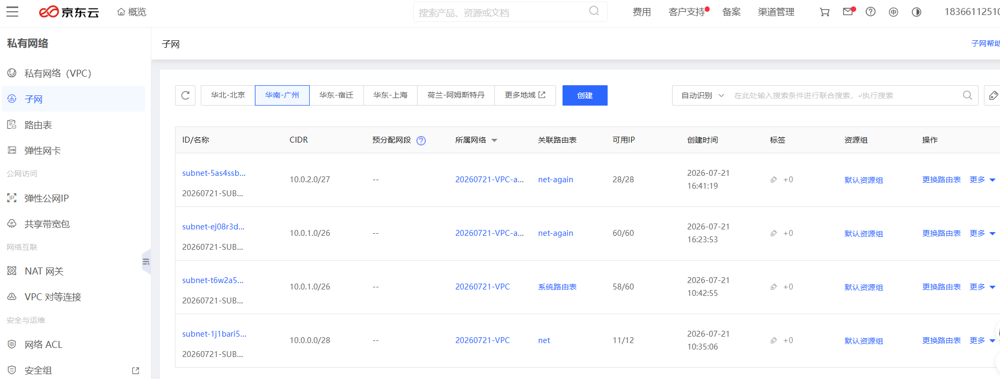 京东云
概览
搜索产品、资源或文档
费用
客户支持
备案
渠道管理
18366112510
私有网络
子网
子网帮助
私有网络（VPC）
子网
路由表
弹性网卡
公网访问
弹性公网IP
共享带宽包
网络互联
NAT 网关
VPC 对等连接
安全与运维
网络 ACL
安全组
华北-北京
华南-广州
华东-宿迁
华东-上海
荷兰-阿姆斯特丹
更多地域
创建
自动识别
在此处输入搜索条件进行联合搜索，↵执行搜索
ID/名称 CIDR 预分配网段 所属网络 关联路由表 可用IP 创建时间 标签 资源组 操作
subnet-5as4ssb...
20260721-SUB...
10.0.2.0/27 -- 20260721-VPC-a... net-again 28/28
2026-07-21
16:41:19
+0 默认资源组 更换路由表 更多
subnet-ej08r3d...
20260721-SUB...
10.0.1.0/26 -- 20260721-VPC-a... net-again 60/60
2026-07-21
16:23:53
+0 默认资源组 更换路由表 更多
subnet-t6w2a5...
20260721-SUB...
10.0.1.0/26 -- 20260721-VPC 系统路由表 58/60
2026-07-21
10:42:55
+0 默认资源组 更换路由表 更多
subnet-1j1bari5...
20260721-SUB...
10.0.0.0/28 -- 20260721-VPC net 11/12
2026-07-21
10:35:06
+0 默认资源组 更换路由表 更多